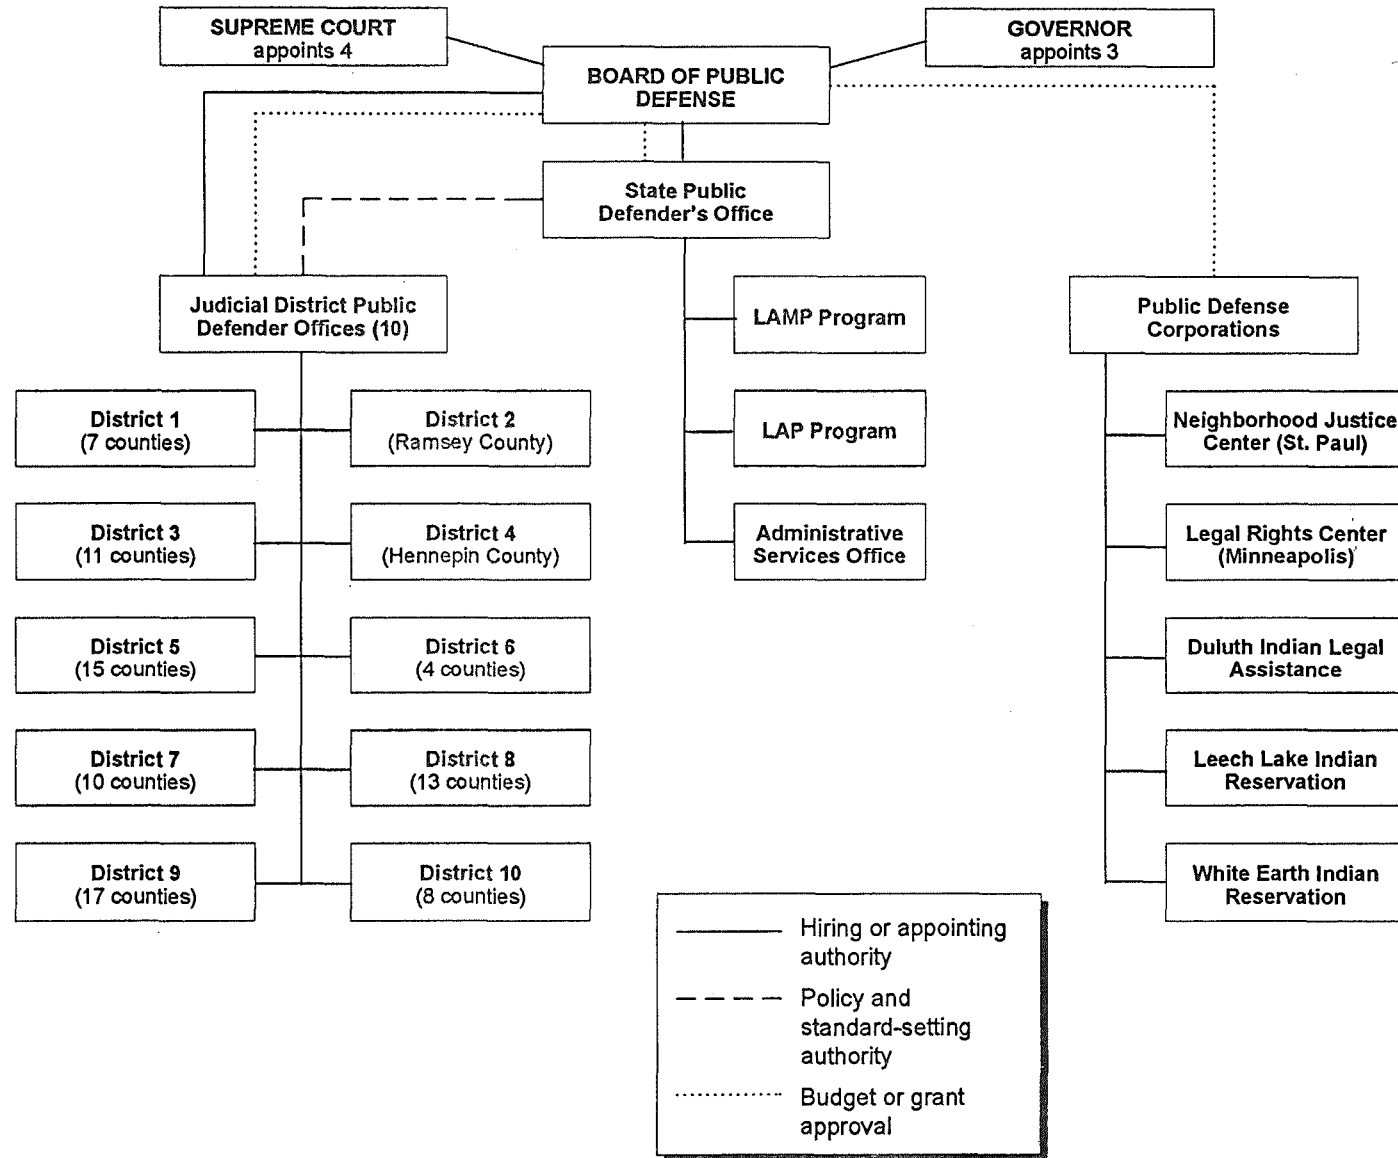 SUPREME COURT
appoints 4
GOVERNOR
appoints 3
BOARD OF PUBLIC
DEFENSE
State Public
Defender's Office
Judicial District Public
Defender Offices (10)
LAMP Program
Public Defense
Corporations
District 1
(7 counties)
District 2
(Ramsey County)
LAP Program
Neighborhood Justice
Center (St. Paul)
District 3
(11 counties)
District 4
(Hennepin County)
Administrative
Services Office
Legal Rights Center
(Minneapolis)
District 5
(15 counties)
District 6
(4 counties)
Duluth Indian Legal
Assistance
District 7
(10 counties)
District 8
(13 counties)
Leech Lake Indian
Reservation
District 9
(17 counties)
District 10
(8 counties)
White Earth Indian
Reservation
Hiring or appointing
authority
Policy and
standard-setting
authority
Budget or grant
approval